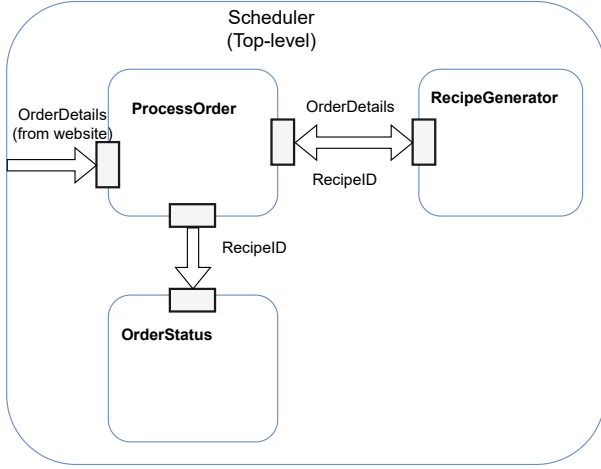 Scheduler
(Top-level)
OrderDetails
(from website)
ProcessOrder
OrderDetails
RecipeID
RecipeGenerator
RecipeID
OrderStatus